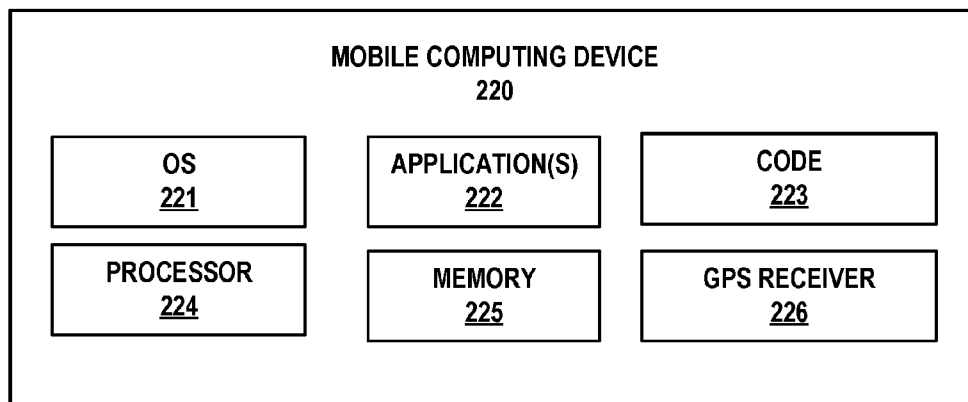 MOBILE COMPUTING DEVICE
220
OS
221
APPLICATION(S)
222
CODE
223
PROCESSOR
224
MEMORY
225
GPS RECEIVER
226